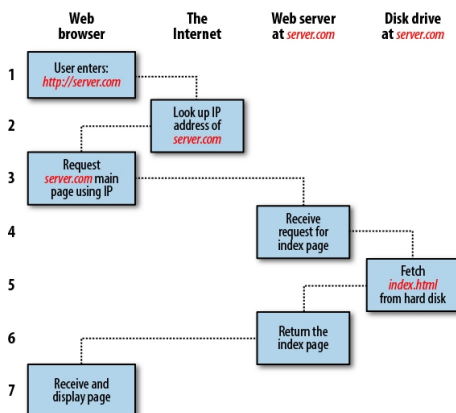 Web browser
The Internet
Web server at server.com
Disk drive at server.com
1
User enters:
http://server.com
2
Look up IP
address of
server.com
3
Request
server.com main
page using IP
4
Receive
request for
index page
5
Fetch
index.html
from hard disk
6
Return the
index page
7
Receive and
display page